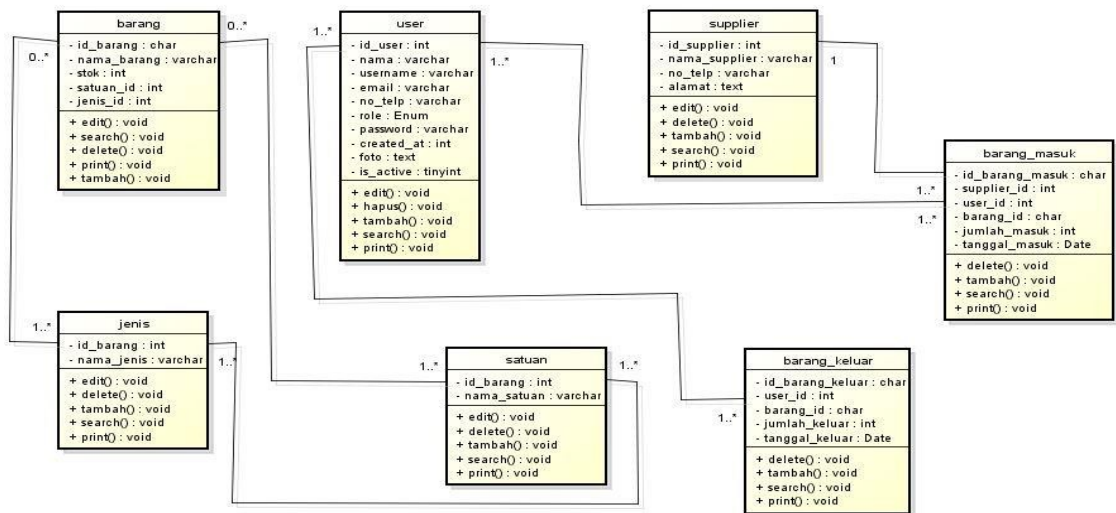 barang
- id_barang : char
- nama_barang : varchar
- stok : int
- satuan_id : int
- jenis_id : int
+ edit() : void
+ search() : void
+ delete() : void
+ print() : void
+ tambah() : void
0..*
0..*
user
- id_user : int
- nama : varchar
- username : varchar
- email : varchar
- no_telp : varchar
- role : Enum
- password : varchar
- created_at : int
- foto : text
- is_active : tinyint
+ edit() : void
+ hapus() : void
+ tambah() : void
+ search() : void
+ print() : void
1..*
1..*
supplier
- id_supplier : int
- nama_supplier : varchar
- no_telp : varchar
- alamat : text
+ edit() : void
+ delete() : void
+ tambah() : void
+ search() : void
+ print() : void
1
barang_masuk
- id_barang_masuk : char
- supplier_id : int
- user_id : int
- barang_id : char
- jumlah_masuk : int
- tanggal_masuk : Date
+ delete() : void
+ tambah() : void
+ search() : void
+ print() : void
1..*
1..*
jenis
- id_barang : int
- nama_jenis : varchar
+ edit() : void
+ delete() : void
+ tambah() : void
+ search() : void
+ print() : void
1..*
1..*
satuan
- id_barang : int
- nama_satuan : varchar
+ edit() : void
+ delete() : void
+ tambah() : void
+ search() : void
+ print() : void
1..*
1..*
barang_keluar
- id_barang_keluar : char
- user_id : int
- barang_id : char
- jumlah_keluar : int
- tanggal_keluar : Date
+ delete() : void
+ tambah() : void
+ search() : void
+ print() : void
1..*